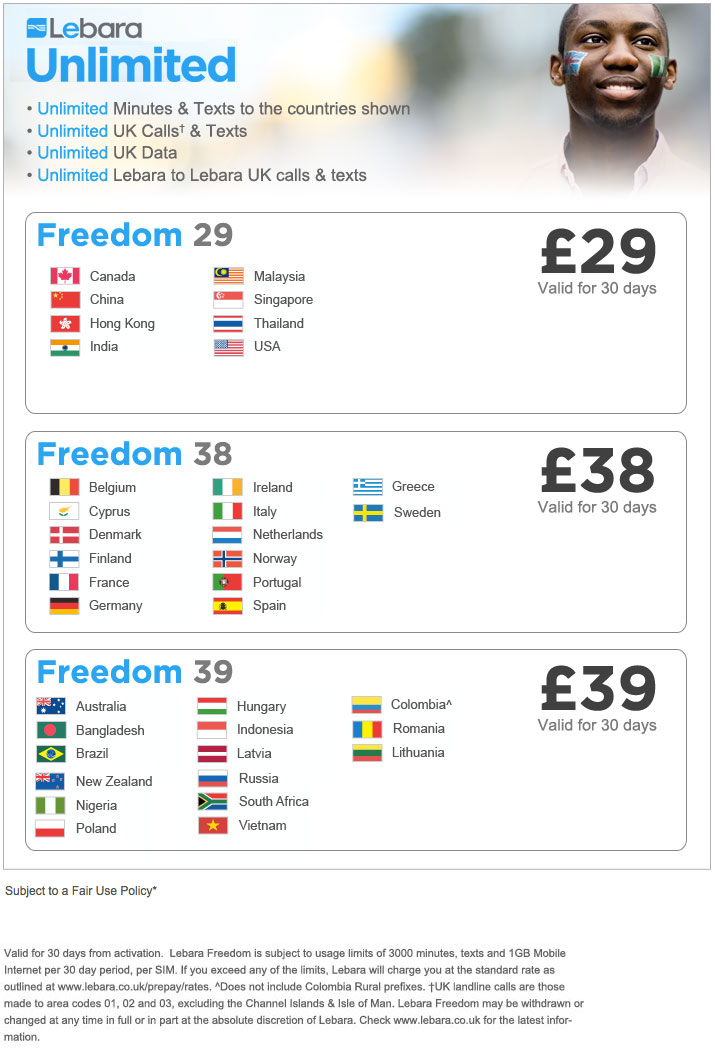 Lebara
Unlimited
• Unlimited Minutes & Texts to the countries shown
• Unlimited UK Calls† & Texts
• Unlimited UK Data
• Unlimited Lebara to Lebara UK calls & texts
Freedom 29
£29
Valid for 30 days
Canada
China
Hong Kong
India
Malaysia
Singapore
Thailand
USA
Freedom 38
£38
Valid for 30 days
Belgium
Cyprus
Denmark
Finland
France
Germany
Ireland
Italy
Netherlands
Norway
Portugal
Spain
Greece
Sweden
Freedom 39
£39
Valid for 30 days
Australia
Bangladesh
Brazil
New Zealand
Nigeria
Poland
Hungary
Indonesia
Latvia
Russia
South Africa
Vietnam
Colombia^
Romania
Lithuania
Subject to a Fair Use Policy*
Valid for 30 days from activation. Lebara Freedom is subject to usage limits of 3000 minutes, texts and 1GB Mobile
Internet per 30 day period, per SIM. If you exceed any of the limits, Lebara will charge you at the standard rate as
outlined at www.lebara.co.uk/prepay/rates. ^Does not include Colombia Rural prefixes. †UK landline calls are those
made to area codes 01, 02 and 03, excluding the Channel Islands & Isle of Man. Lebara Freedom may be withdrawn or
changed at any time in full or in part at the absolute discretion of Lebara. Check www.lebara.co.uk for the latest infor-
mation.